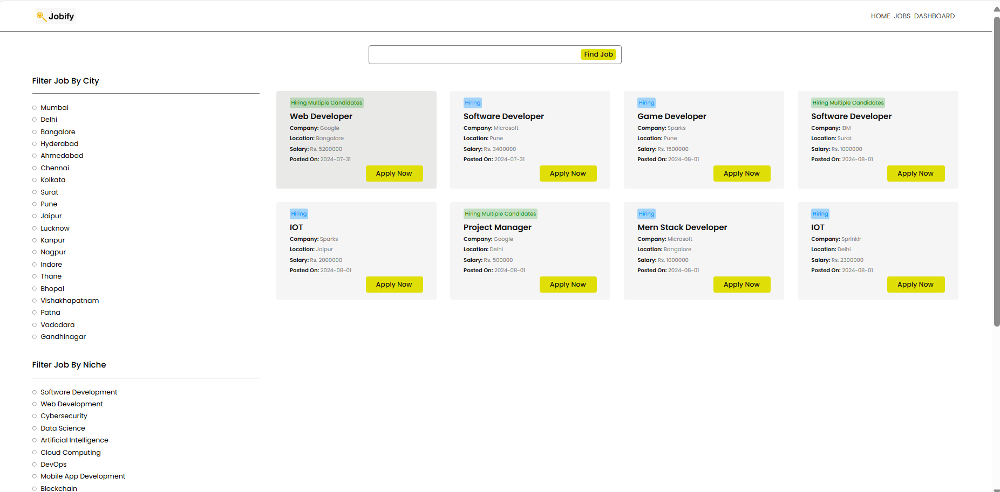 Jobify
HOME JOBS DASHBOARD
Find Job
Filter Job By City
Mumbai
Delhi
Bangalore
Hyderabad
Ahmedabad
Chennai
Kolkata
Surat
Pune
Jaipur
Lucknow
Kanpur
Nagpur
Indore
Thane
Bhopal
Vishakhapatnam
Patna
Vadodara
Gandhinagar
Filter Job By Niche
Software Development
Web Development
Cybersecurity
Data Science
Artificial Intelligence
Cloud Computing
DevOps
Mobile App Development
Blockchain
Hiring Multiple Candidates
Web Developer
Company: Google
Location: Bangalore
Salary: Rs. 5200000
Posted On: 2024-07-31
Apply Now
Hiring
Software Developer
Company: Microsoft
Location: Pune
Salary: Rs. 3400000
Posted On: 2024-07-31
Apply Now
Hiring
Game Developer
Company: Sparks
Location: Pune
Salary: Rs. 1500000
Posted On: 2024-08-01
Apply Now
Hiring Multiple Candidates
Software Developer
Company: IBM
Location: Surat
Salary: Rs. 1000000
Posted On: 2024-08-01
Apply Now
Hiring
IOT
Company: Sparks
Location: Jaipur
Salary: Rs. 2000000
Posted On: 2024-08-01
Apply Now
Hiring Multiple Candidates
Project Manager
Company: Google
Location: Delhi
Salary: Rs. 500000
Posted On: 2024-08-01
Apply Now
Hiring
Mern Stack Developer
Company: Microsoft
Location: Bangalore
Salary: Rs. 1000000
Posted On: 2024-08-01
Apply Now
Hiring
IOT
Company: Sprinklr
Location: Delhi
Salary: Rs. 2300000
Posted On: 2024-08-01
Apply Now